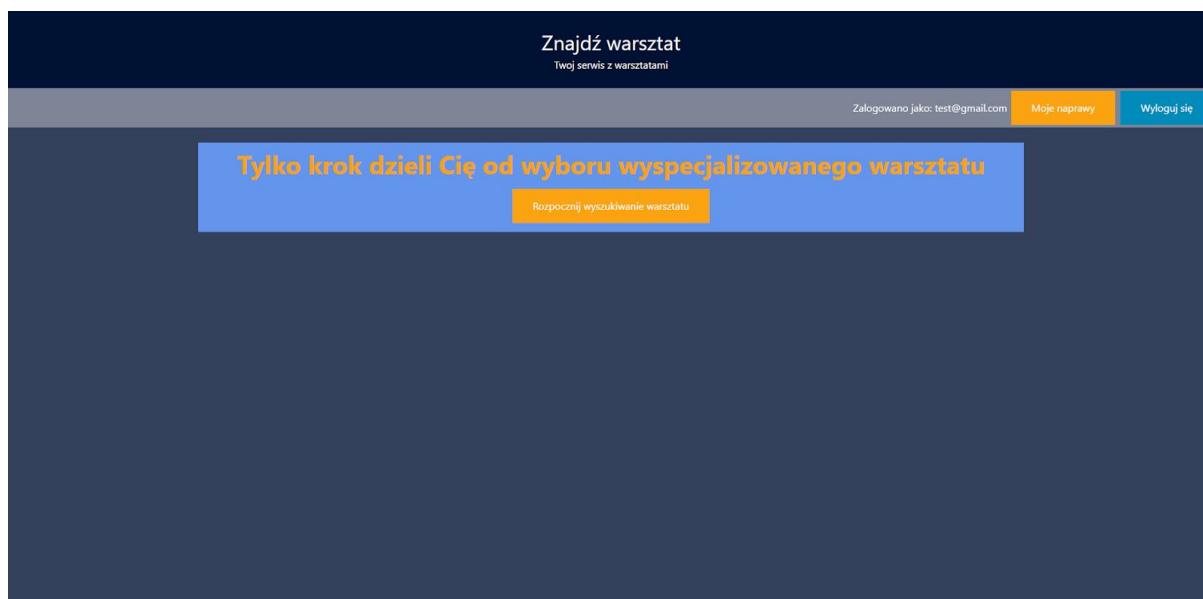 Znajdź warsztat
Twoj serwis z warsztatami
Zalogowano jako: test@gmail.com Moje naprawy Wyloguj się
Tylko krok dzieli Cię od wyboru wyspecjalizowanego warsztatu
Rozpocznij wyszukiwanie warsztatu